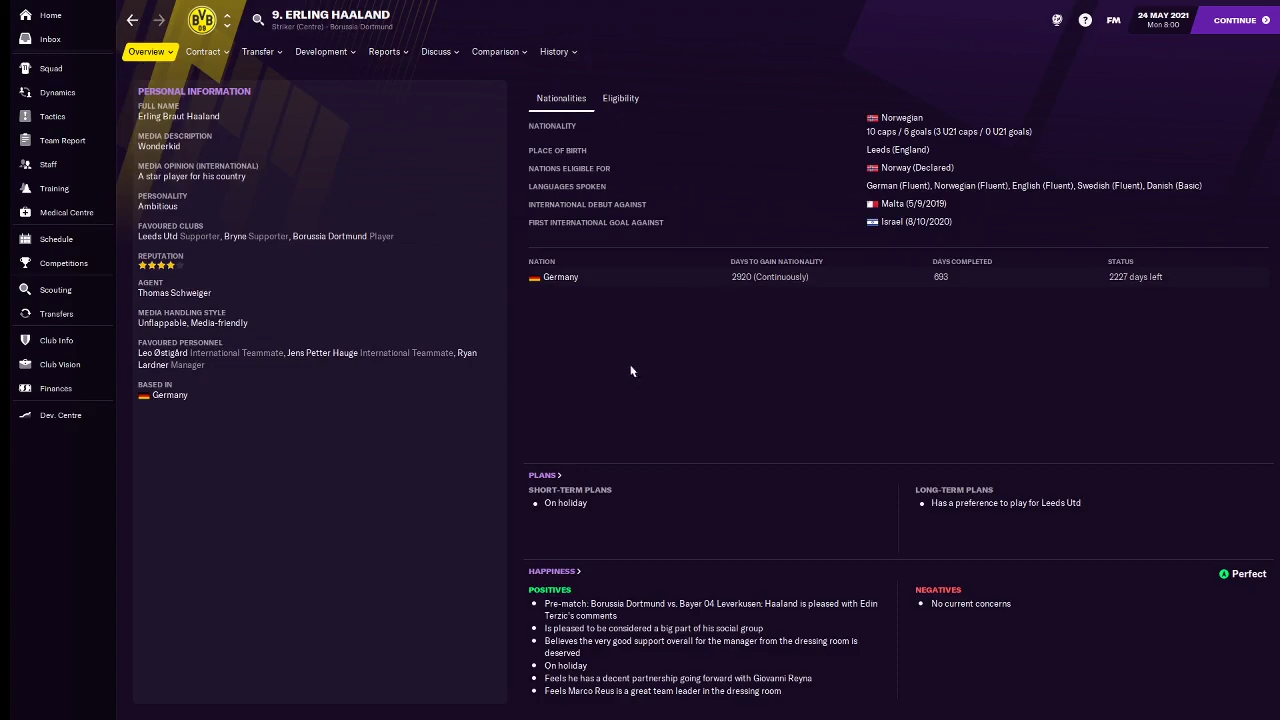 9. ERLING HAALAND
Striker (Centre) - Borussia Dortmund
BVB
09
FM
24 MAY 2021
Mon 8:00
CONTINUE
Home
Inbox
Squad
Dynamics
Tactics
Team Report
Staff
Training
Medical Centre
Schedule
Competitions
Scouting
Transfers
Club Info
Club Vision
Finances
Dev. Centre
Overview
Contract
Transfer
Development
Reports
Discuss
Comparison
History
PERSONAL INFORMATION
FULL NAME
Erling Braut Haaland
MEDIA DESCRIPTION
Wonderkid
MEDIA OPINION (INTERNATIONAL)
A star player for his country
PERSONALITY
Ambitious
FAVOURED CLUBS
Leeds Utd Supporter, Bryne Supporter, Borussia Dortmund Player
REPUTATION
AGENT
Thomas Schweiger
MEDIA HANDLING STYLE
Unflappable, Media-friendly
FAVOURED PERSONNEL
Leo Østigård International Teammate, Jens Petter Hauge International Teammate, Ryan
Lardner Manager
BASED IN
Germany
Nationalities Eligibility
NATIONALITY Norwegian
10 caps / 6 goals (3 U21 caps / 0 U21 goals)
PLACE OF BIRTH Leeds (England)
NATIONS ELIGIBLE FOR Norway (Declared)
LANGUAGES SPOKEN German (Fluent), Norwegian (Fluent), English (Fluent), Swedish (Fluent), Danish (Basic)
INTERNATIONAL DEBUT AGAINST Malta (5/9/2019)
FIRST INTERNATIONAL GOAL AGAINST Israel (8/10/2020)
NATION DAYS TO GAIN NATIONALITY DAYS COMPLETED STATUS
Germany 2920 (Continuously) 693 2227 days left
PLANS >
SHORT-TERM PLANS
On holiday
LONG-TERM PLANS
Has a preference to play for Leeds Utd
HAPPINESS >
Perfect
POSITIVES
Pre-match: Borussia Dortmund vs. Bayer 04 Leverkusen: Haaland is pleased with Edin
Terzic's comments
Is pleased to be considered a big part of his social group
Believes the very good support overall for the manager from the dressing room is
deserved
On holiday
Feels he has a decent partnership going forward with Giovanni Reyna
Feels Marco Reus is a great team leader in the dressing room
NEGATIVES
No current concerns